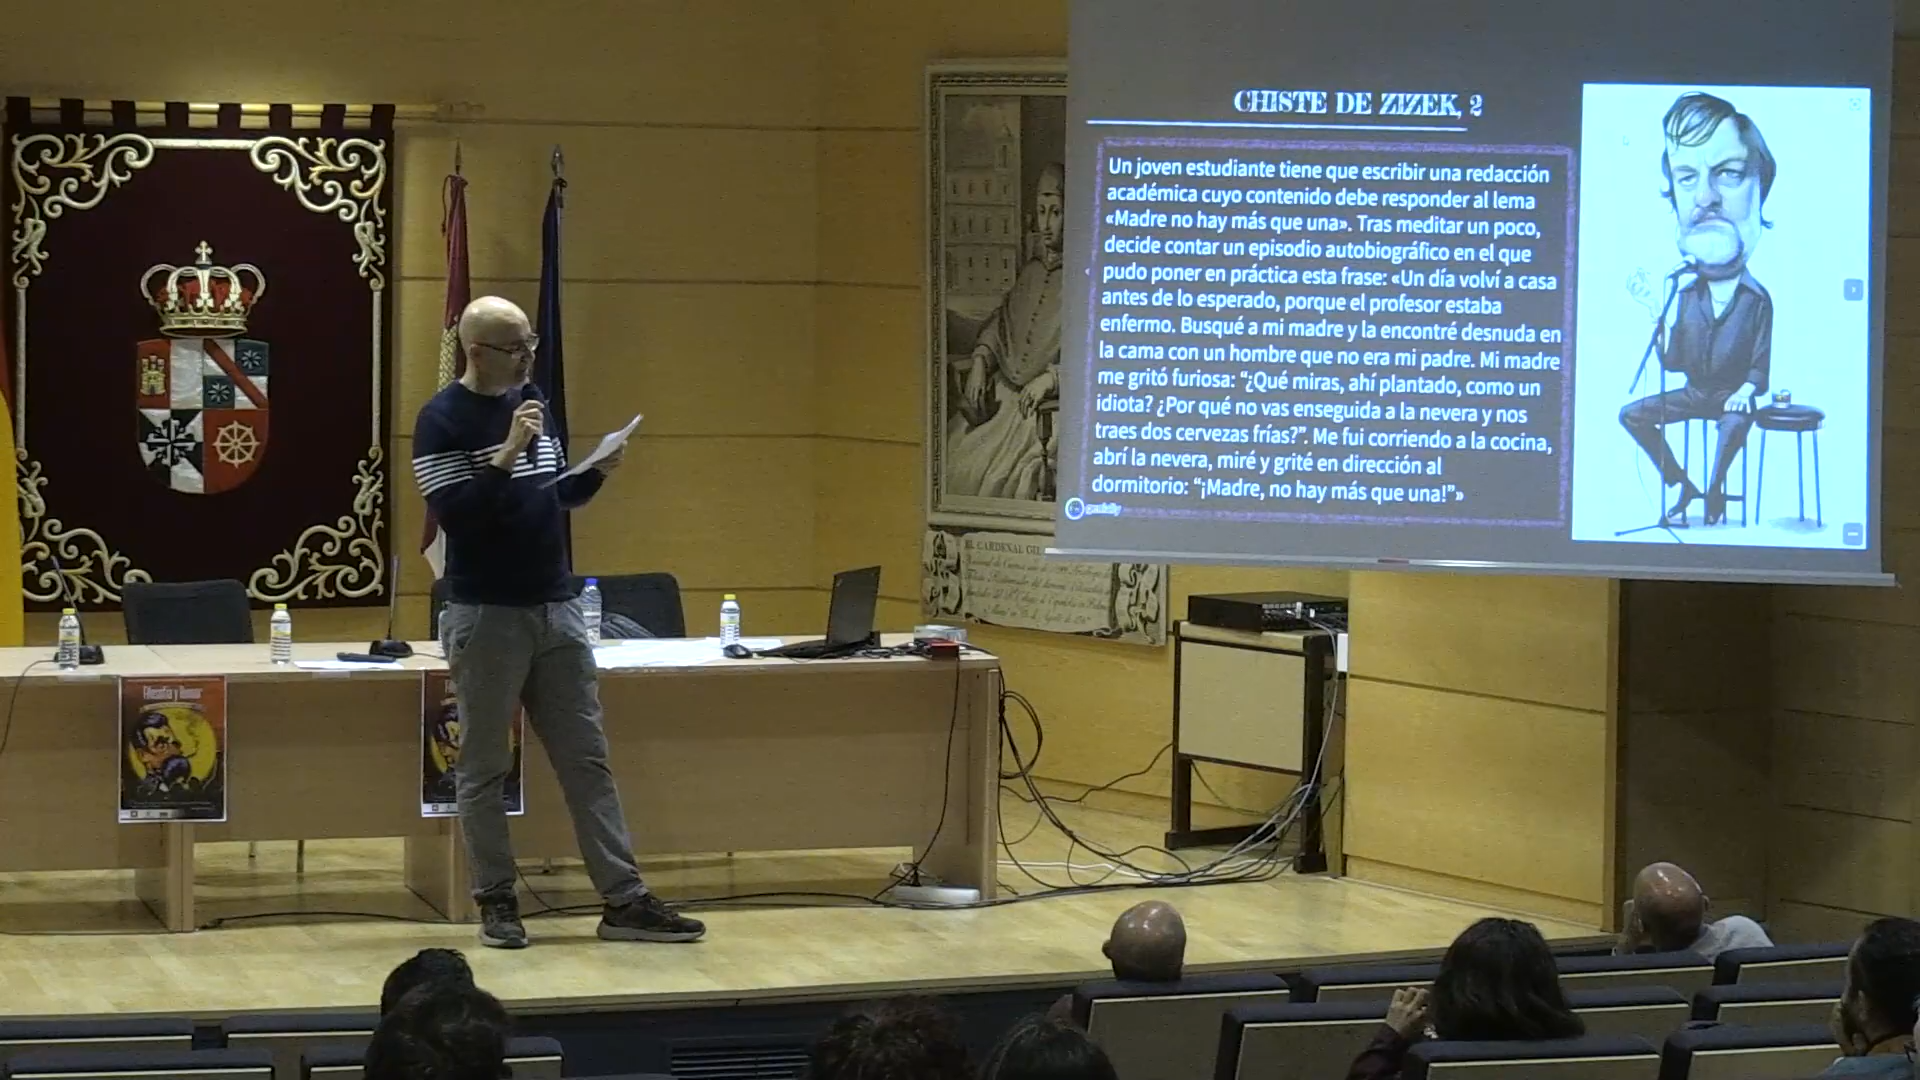 CHISTE DE ZIZEK, 2
Un joven estudiante tiene que escribir una redacción
académica cuyo contenido debe responder al lema
«Madre no hay más que una». Tras meditar un poco,
decide contar un episodio autobiográfico en el que
pudo poner en práctica esta frase: «Un día volví a casa
antes de lo esperado, porque el profesor estaba
enfermo. Busqué a mi madre y la encontré desnuda en
la cama con un hombre que no era mi padre. Mi madre
me gritó furiosa: “¿Qué miras, ahí plantado, como un
idiota? ¿Por qué no vas enseguida a la nevera y nos
traes dos cervezas frías?”. Me fui corriendo a la cocina,
abrí la nevera, miré y grité en dirección al
dormitorio: “¡Madre, no hay más que una!”»
genially
EL CARDENAL GIL
Filosofía y Humor